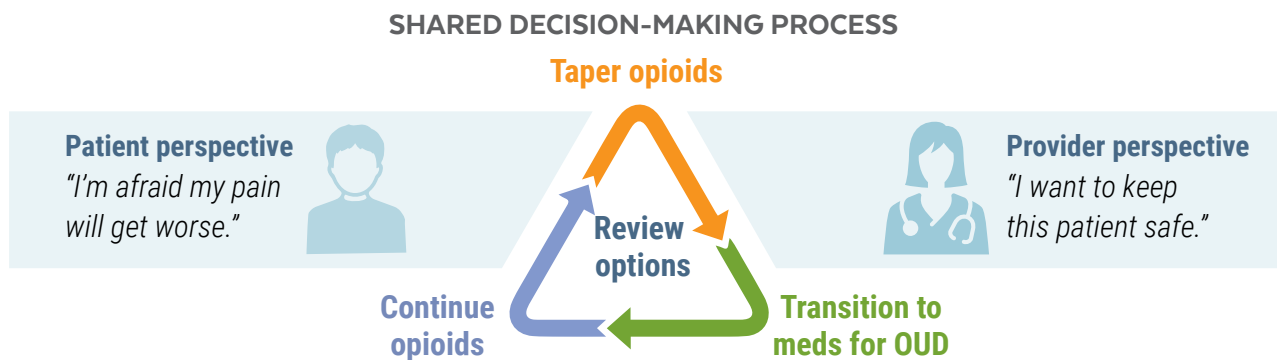 SHARED DECISION-MAKING PROCESS
Taper opioids
Patient perspective
"I'm afraid my pain
will get worse."
Provider perspective
"I want to keep
this patient safe."
Review
options
Continue
opioids
Transition to
meds for OUD